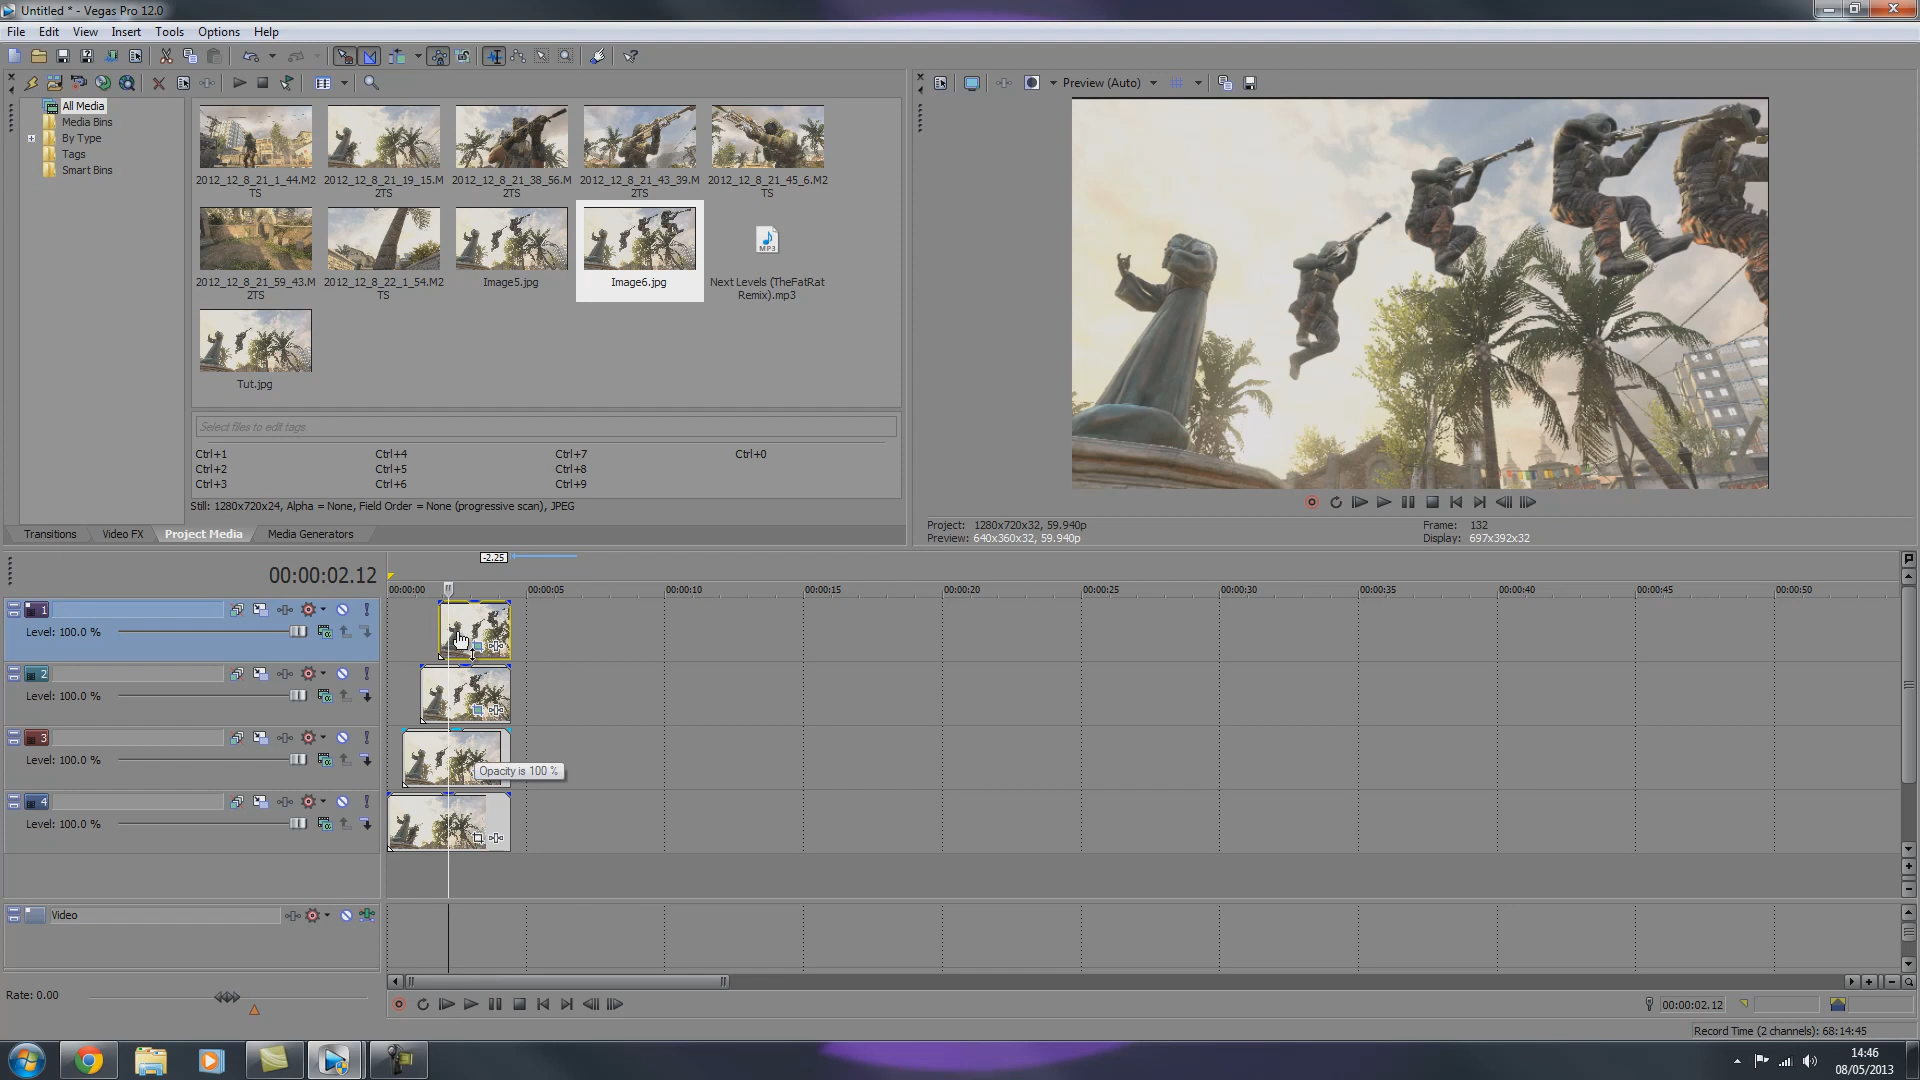 Untitled * - Vegas Pro 12.0
File Edit View Insert Tools Options Help
All Media
Media Bins
By Type
Tags
Smart Bins
2012_12_8_21_1_44.M2
TS
2012_12_8_21_19_15.M2
TS
2012_12_8_21_38_56.M
2TS
2012_12_8_21_43_39.M
2TS
2012_12_8_21_45_6.M2
TS
2012_12_8_21_59_43.M
2TS
2012_12_8_22_1_54.M2
TS
Image5.jpg
Image6.jpg
MP3
Next Levels (TheFatRat
Remix).mp3
Tut.jpg
Select files to edit tags
Ctrl+1 Ctrl+4 Ctrl+7 Ctrl+0
Ctrl+2 Ctrl+5 Ctrl+8
Ctrl+3 Ctrl+6 Ctrl+9
Still: 1280x720x24, Alpha = None, Field Order = None (progressive scan), JPEG
Transitions Video FX Project Media Media Generators
Preview (Auto)
Project: 1280x720x32, 59.940p Frame: 132
Preview: 640x360x32, 59.940p Display: 697x392x32
00:00:02.12
-2.25
00:00:00 00:00:05 00:00:10 00:00:15 00:00:20 00:00:25 00:00:30 00:00:35 00:00:40 00:00:45 00:00:50
1
Level: 100.0 %
2
Level: 100.0 %
3
Level: 100.0 %
Opacity is 100 %
4
Level: 100.0 %
Video
Rate: 0.00
00:00:02.12
Record Time (2 channels): 68:14:45
14:46
08/05/2013